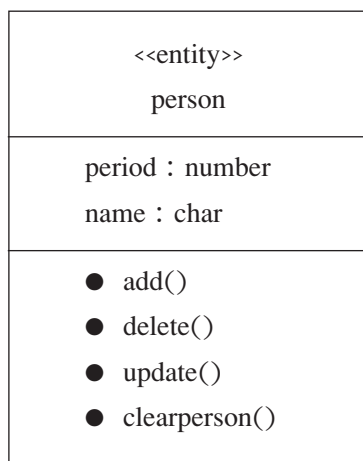 <<entity>>
person
period : number
name : char
● add()
● delete()
● update()
● clearperson()